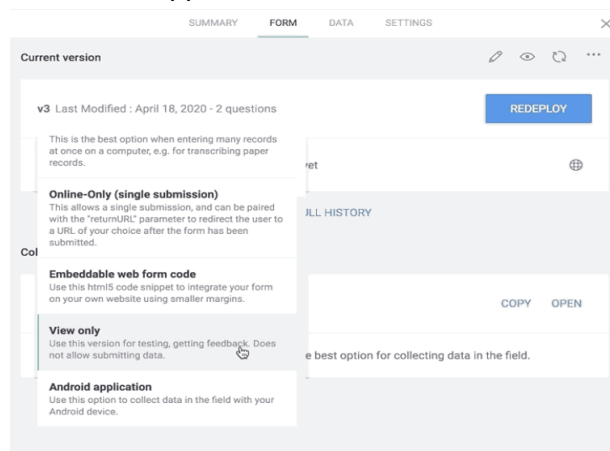 SUMMARY FORM DATA SETTINGS
Current version
v3 Last Modified : April 18, 2020 - 2 questions
REDEPLOY
This is the best option when entering many records
at once on a computer, e.g. for transcribing paper
records.
Online-Only (single submission)
This allows a single submission, and can be paired
with the "returnURL" parameter to redirect the user to
a URL of your choice after the form has been
submitted.
HISTORY
Embeddable web form code
Use this html5 code snippet to integrate your form
on your own website using smaller margins.
COPY OPEN
View only
Use this version for testing, getting feedback. Does
not allow submitting data.
best option for collecting data in the field.
Android application
Use this option to collect data in the field with your
Android device.